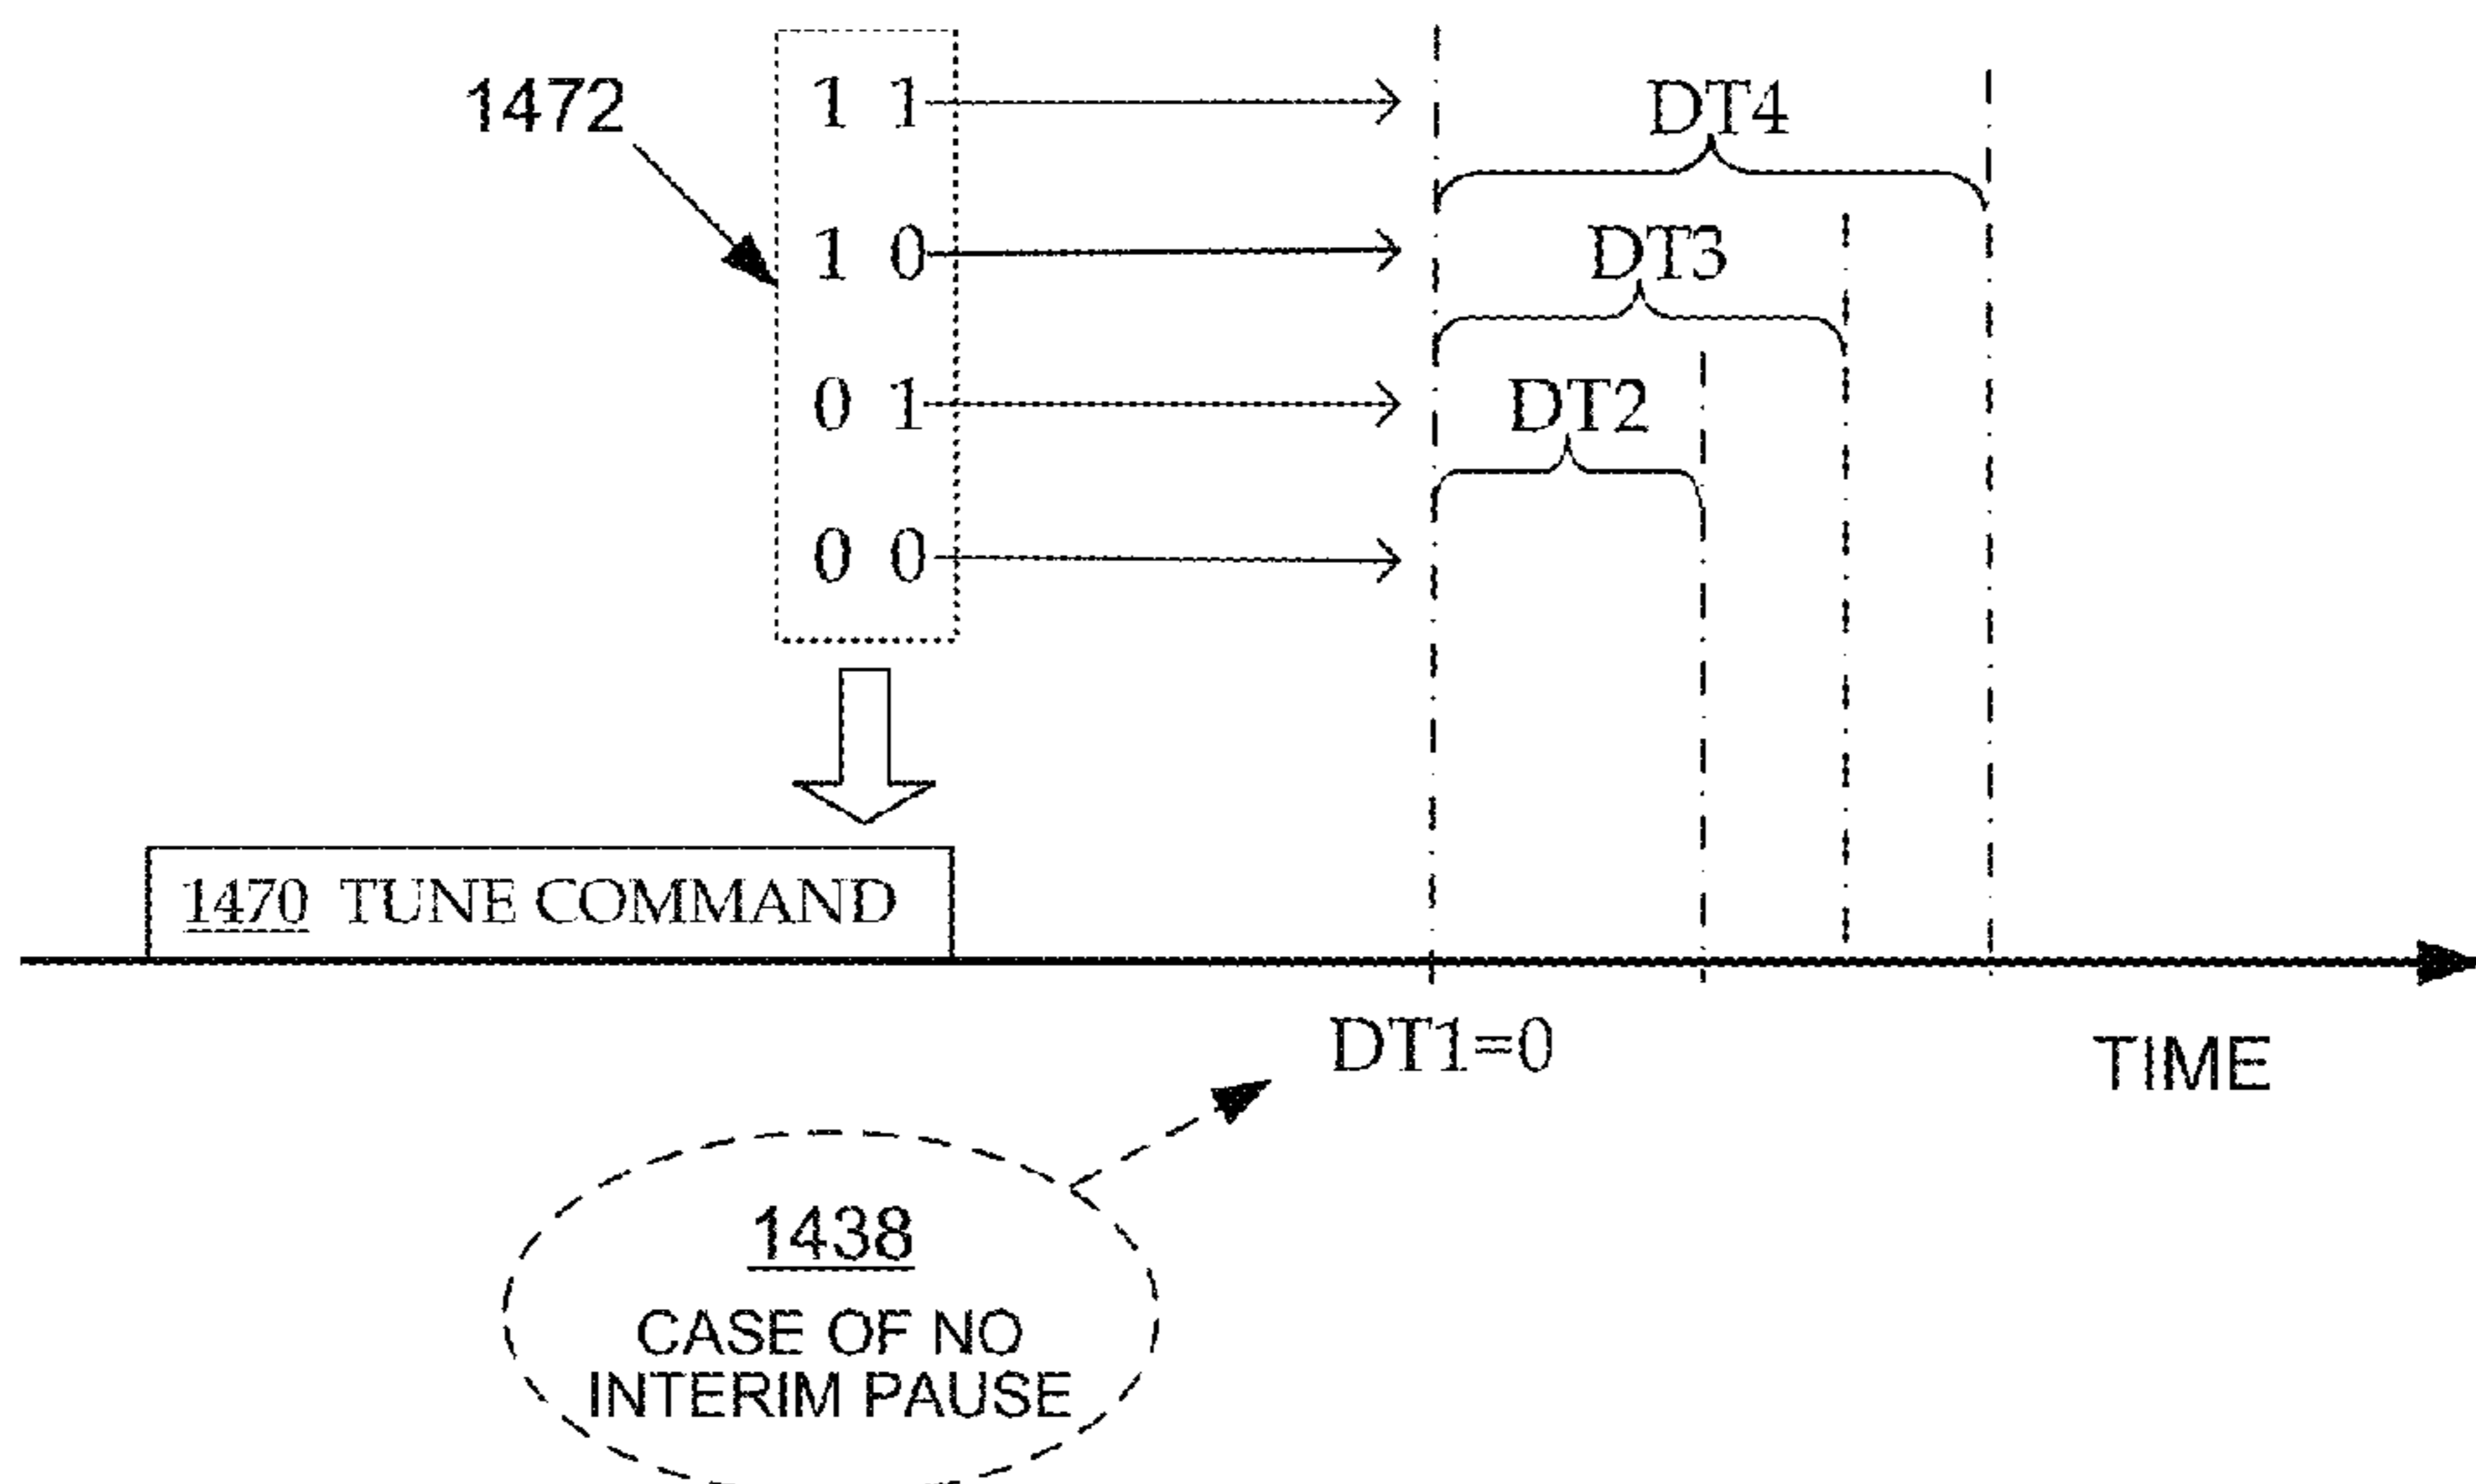 1472
1 1
DT4
1 0
DT3
0 1
DT2
0 0
1470 TUNE COMMAND
DT1=0
TIME
1438
CASE OF NO
INTERIM PAUSE